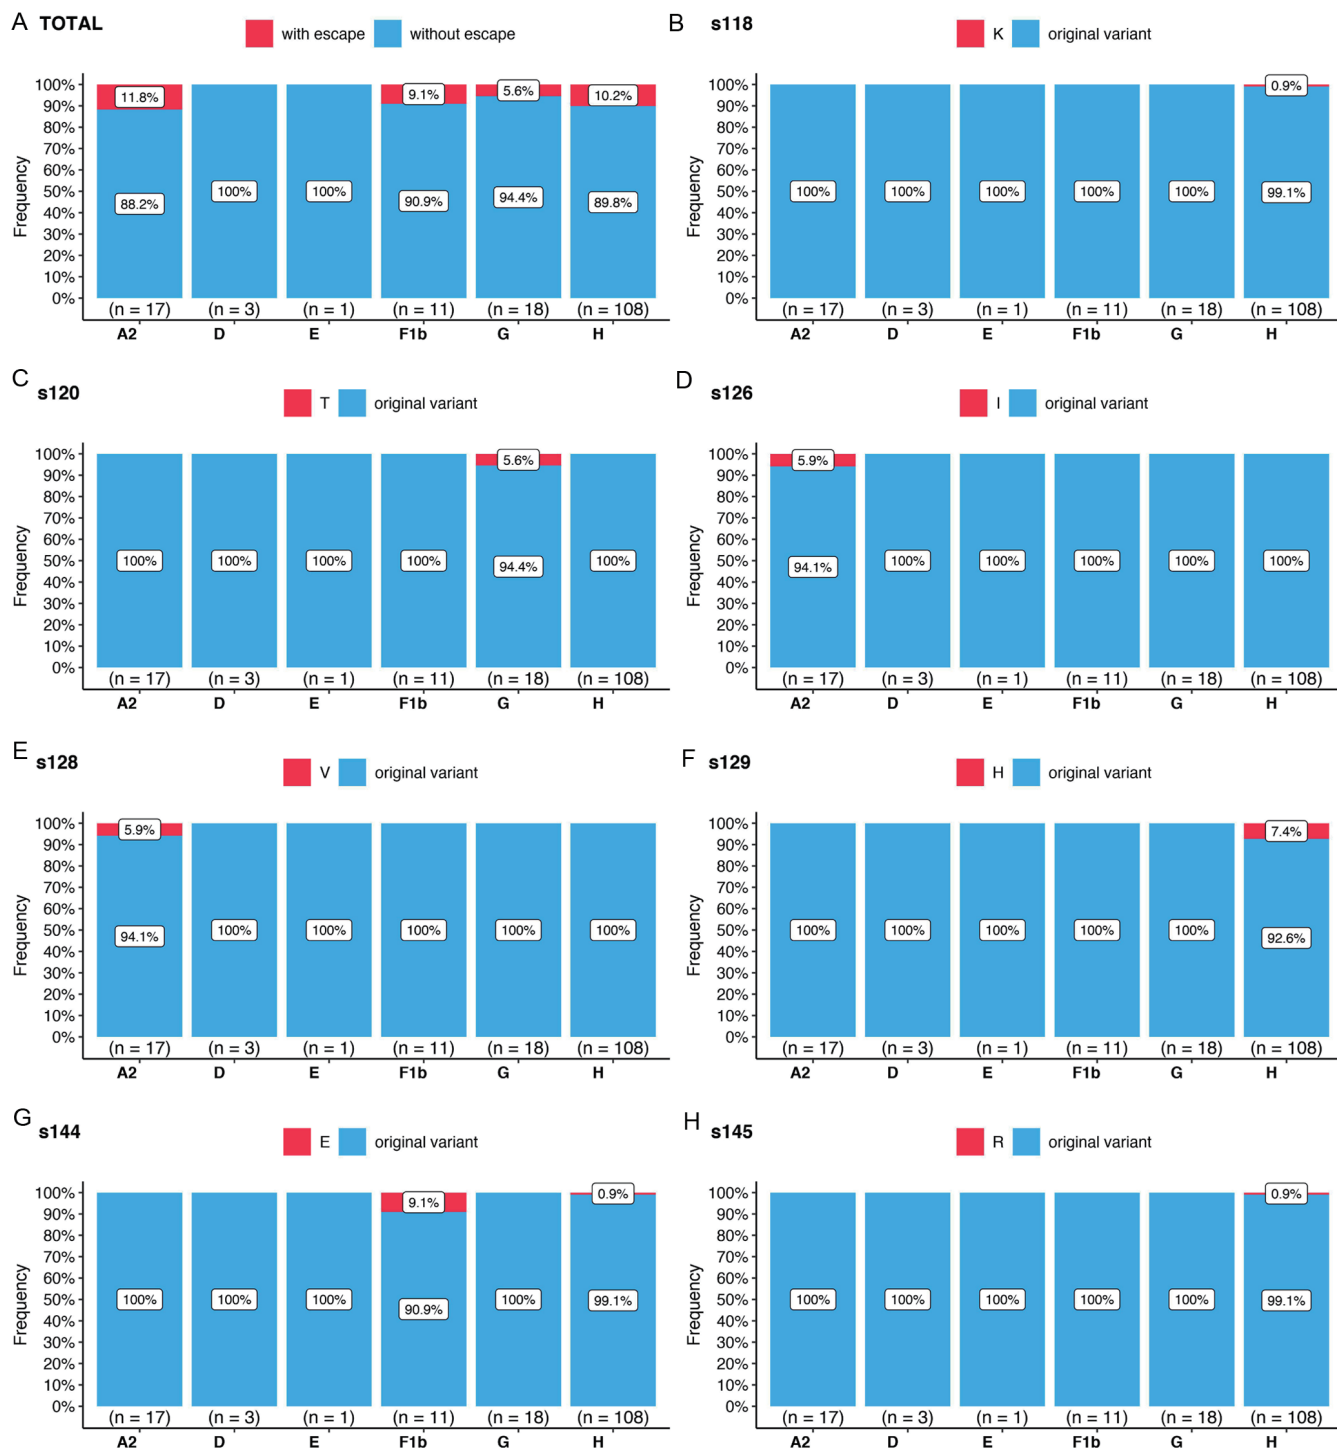 A TOTAL
with escape without escape
100%
90%
80%
70%
60%
50%
40%
30%
20%
10%
0%
Frequency
11.8% 9.1% 5.6% 10.2%
88.2% 100% 100% 90.9% 94.4% 89.8%
(n = 17) (n = 3) (n = 1) (n = 11) (n = 18) (n = 108)
A2 D E F1b G H
B s118
K original variant
100%
90%
80%
70%
60%
50%
40%
30%
20%
10%
0%
Frequency
0.9%
100% 100% 100% 100% 100% 99.1%
(n = 17) (n = 3) (n = 1) (n = 11) (n = 18) (n = 108)
A2 D E F1b G H
C s120
T original variant
100%
90%
80%
70%
60%
50%
40%
30%
20%
10%
0%
Frequency
5.6%
100% 100% 100% 100% 94.4% 100%
(n = 17) (n = 3) (n = 1) (n = 11) (n = 18) (n = 108)
A2 D E F1b G H
D s126
I original variant
100%
90%
80%
70%
60%
50%
40%
30%
20%
10%
0%
Frequency
5.9%
94.1% 100% 100% 100% 100% 100%
(n = 17) (n = 3) (n = 1) (n = 11) (n = 18) (n = 108)
A2 D E F1b G H
E s128
V original variant
100%
90%
80%
70%
60%
50%
40%
30%
20%
10%
0%
Frequency
5.9%
94.1% 100% 100% 100% 100% 100%
(n = 17) (n = 3) (n = 1) (n = 11) (n = 18) (n = 108)
A2 D E F1b G H
F s129
H original variant
100%
90%
80%
70%
60%
50%
40%
30%
20%
10%
0%
Frequency
7.4%
100% 100% 100% 100% 100% 92.6%
(n = 17) (n = 3) (n = 1) (n = 11) (n = 18) (n = 108)
A2 D E F1b G H
G s144
E original variant
100%
90%
80%
70%
60%
50%
40%
30%
20%
10%
0%
Frequency
9.1% 0.9%
100% 100% 100% 90.9% 100% 99.1%
(n = 17) (n = 3) (n = 1) (n = 11) (n = 18) (n = 108)
A2 D E F1b G H
H s145
R original variant
100%
90%
80%
70%
60%
50%
40%
30%
20%
10%
0%
Frequency
0.9%
100% 100% 100% 100% 100% 99.1%
(n = 17) (n = 3) (n = 1) (n = 11) (n = 18) (n = 108)
A2 D E F1b G H